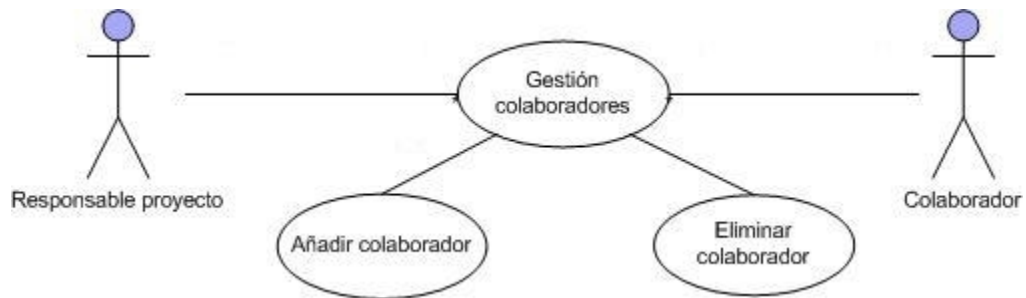 Gestión
colaboradores
Responsable proyecto
Colaborador
Añadir colaborador
Eliminar
colaborador